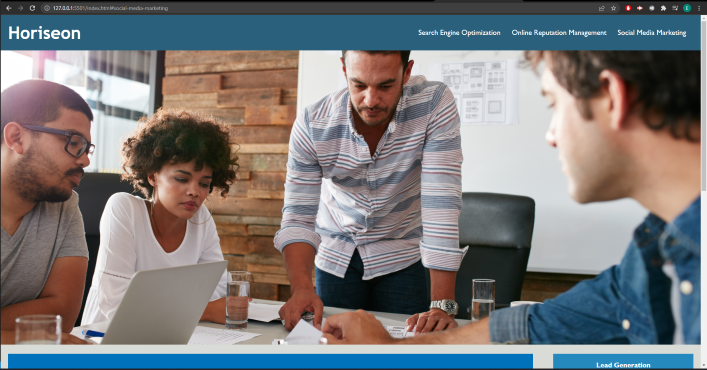 127.0.0.1:5501/index.html#social-media-marketing
Horiseon
Search Engine Optimization Online Reputation Management Social Media Marketing
Lead Generation